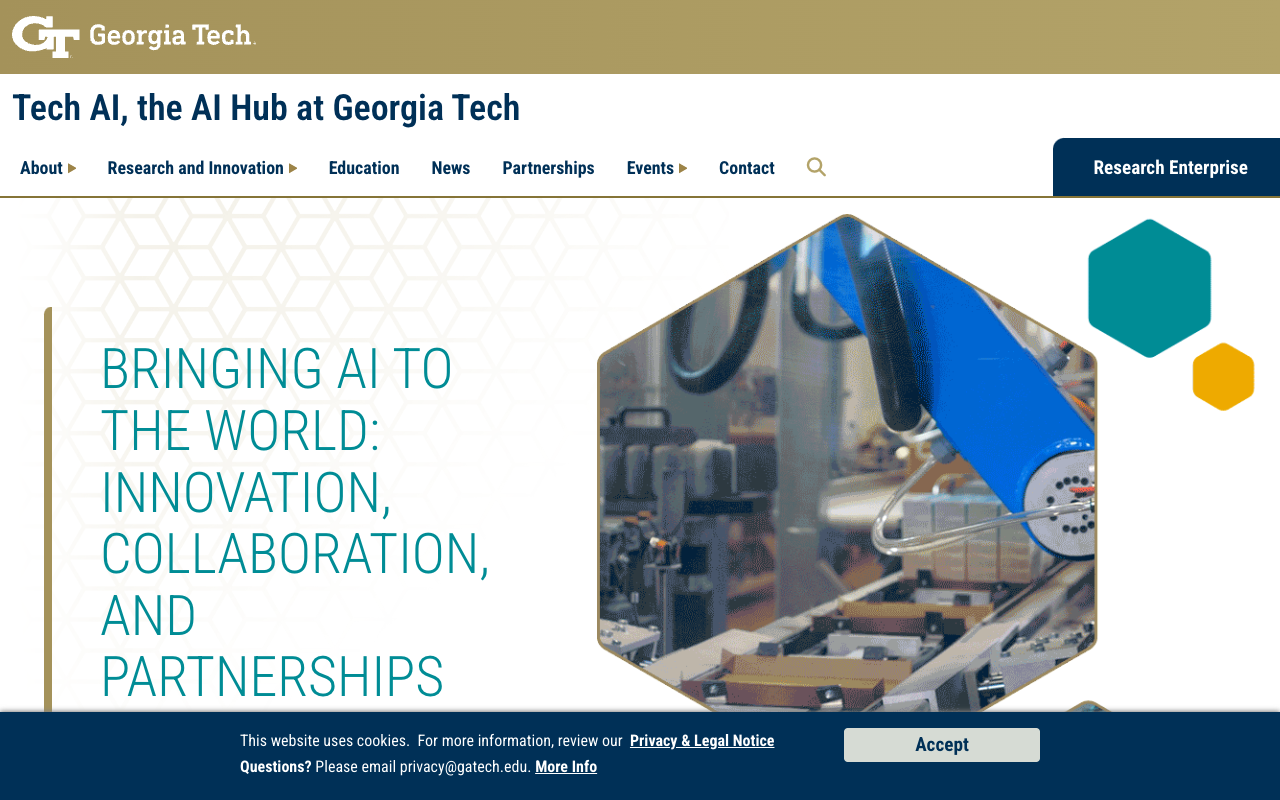 GT Georgia Tech.
Tech AI, the AI Hub at Georgia Tech
About Research and Innovation Education News Partnerships Events Contact Research Enterprise
BRINGING AI TO
THE WORLD:
INNOVATION,
COLLABORATION,
AND
PARTNERSHIPS
This website uses cookies. For more information, review our Privacy & Legal Notice
Questions? Please email privacy@gatech.edu. More Info
Accept